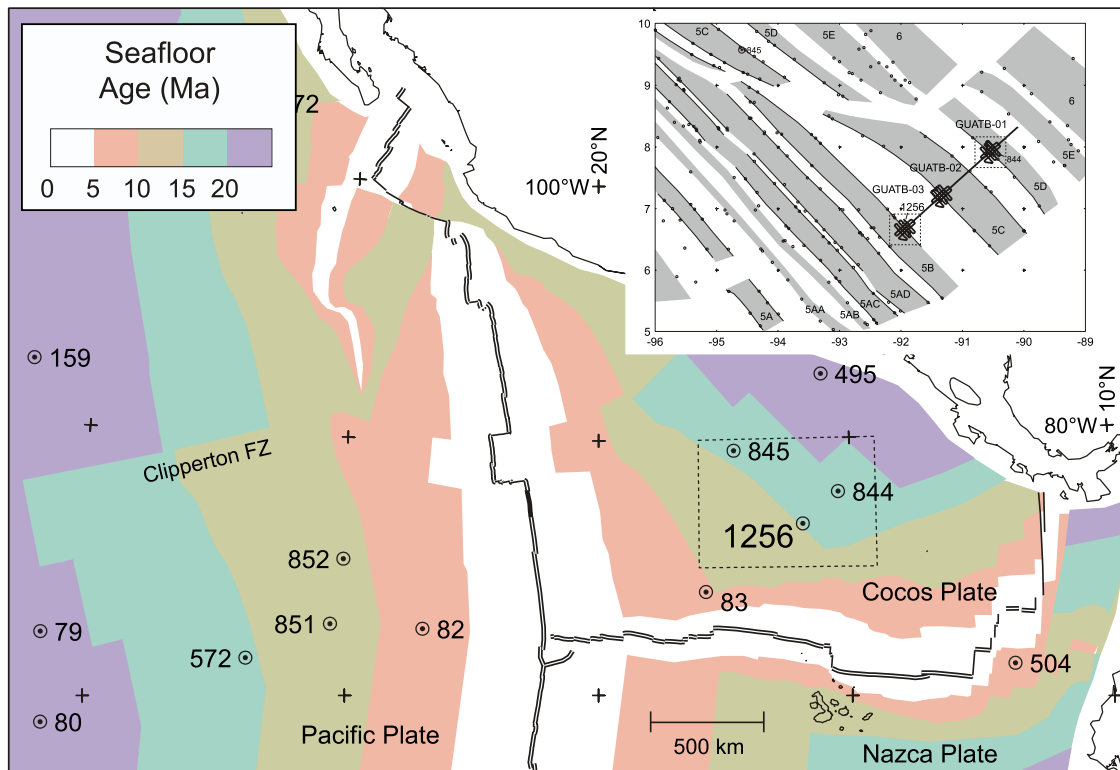 Seafloor
Age (Ma)
0 5 10 15 20
72
100°W
20°N
159
Clipperton FZ
852
851
82
79
572
80
Pacific Plate
495
80°W
10°N
845
844
1256
83
Cocos Plate
504
500 km
Nazca Plate
10
9
8
7
6
5
-96 -95 -94 -93 -92 -91 -90 -89
5C
5D
5E
6
845
6
GUATB-01
844
5E
GUATB-02
5D
GUATB-03
1256
5C
5B
5AD
5AC
5AB
5AA
5A